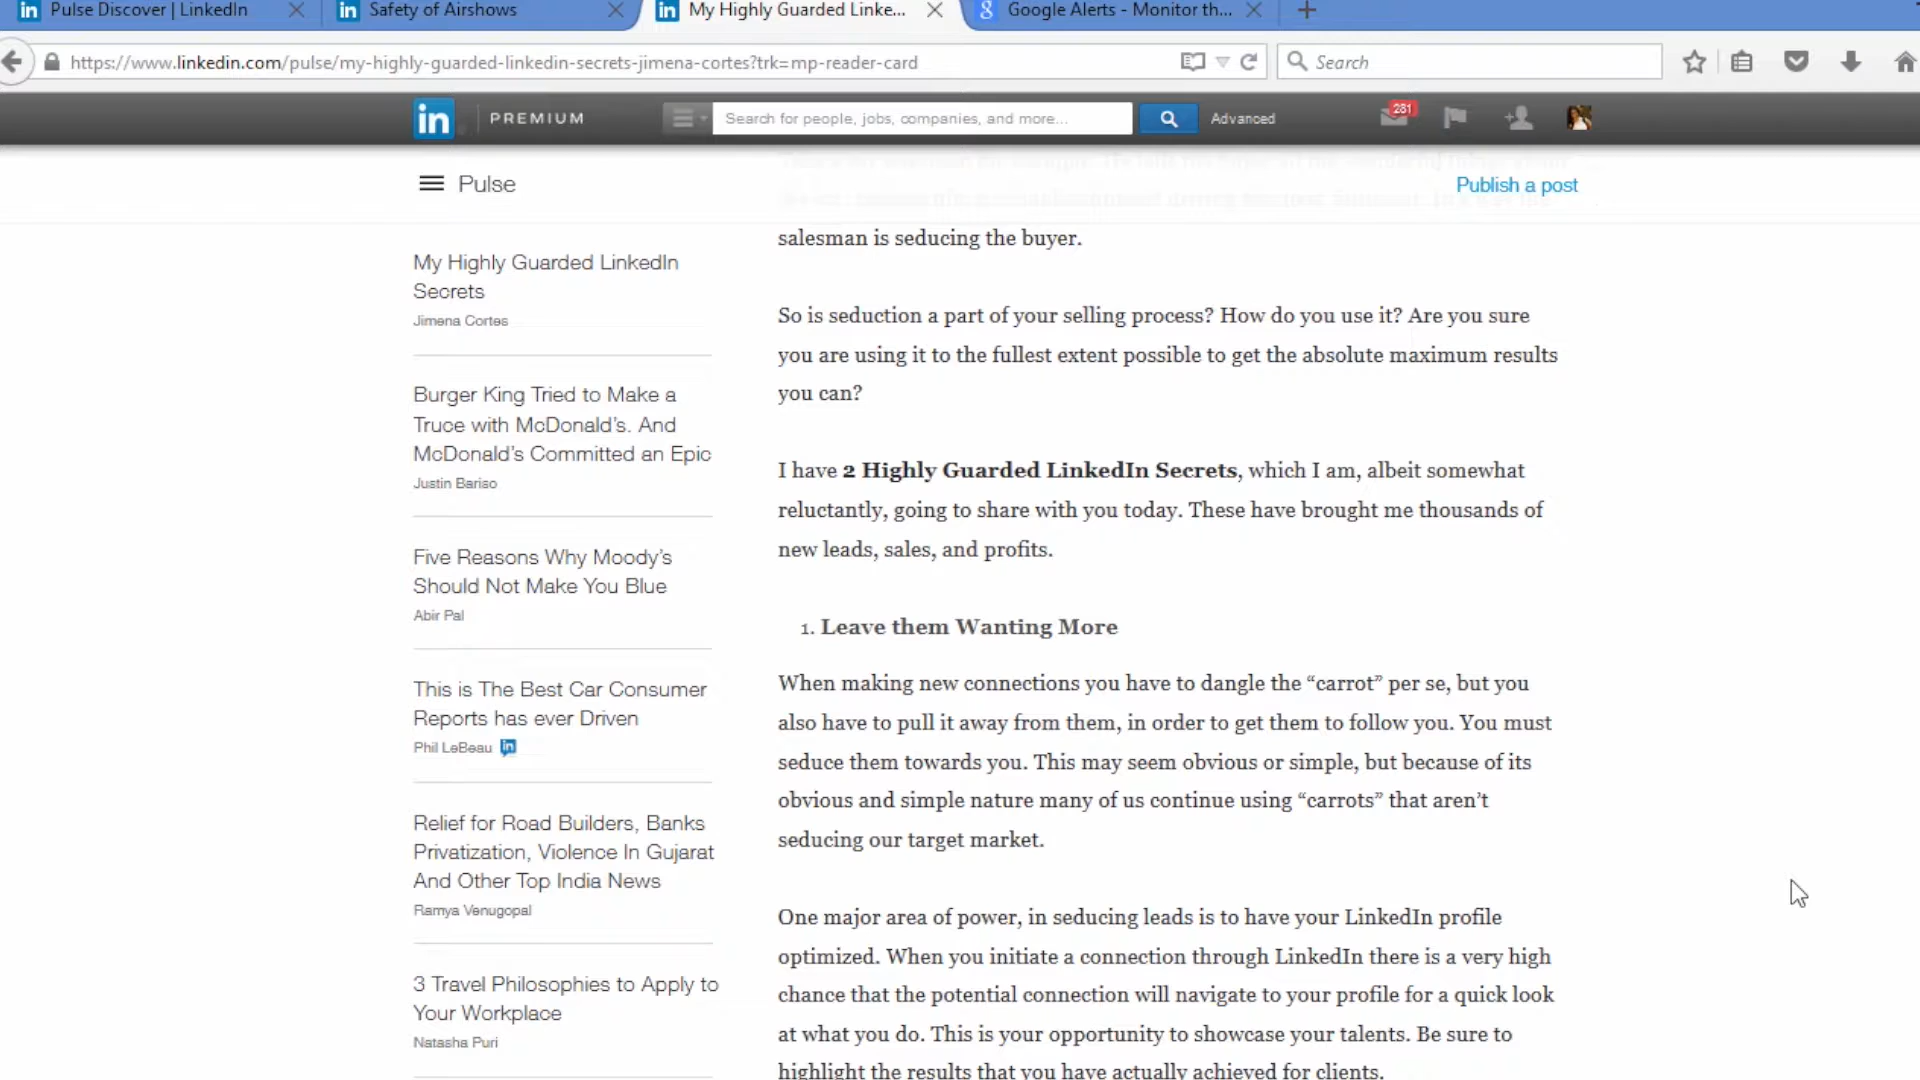 Pulse Discover | LinkedIn
Safety of Airshows
My Highly Guarded Linke...
Google Alerts - Monitor th...
https://www.linkedin.com/pulse/my-highly-guarded-linkedin-secrets-jimena-cortes?trk=mp-reader-card
Search
in
PREMIUM
Search for people, jobs, companies, and more...
Advanced
281
Pulse
Publish a post
My Highly Guarded LinkedIn
Secrets
Jimena Cortes
Burger King Tried to Make a
Truce with McDonald's. And
McDonald's Committed an Epic
Justin Bariso
Five Reasons Why Moody's
Should Not Make You Blue
Abir Pal
This is The Best Car Consumer
Reports has ever Driven
Phil LeBeau in
Relief for Road Builders, Banks
Privatization, Violence In Gujarat
And Other Top India News
Ramya Venugopal
3 Travel Philosophies to Apply to
Your Workplace
Natasha Puri
salesman is seducing the buyer.
So is seduction a part of your selling process? How do you use it? Are you sure
you are using it to the fullest extent possible to get the absolute maximum results
you can?
I have 2 Highly Guarded LinkedIn Secrets, which I am, albeit somewhat
reluctantly, going to share with you today. These have brought me thousands of
new leads, sales, and profits.
1. Leave them Wanting More
When making new connections you have to dangle the “carrot” per se, but you
also have to pull it away from them, in order to get them to follow you. You must
seduce them towards you. This may seem obvious or simple, but because of its
obvious and simple nature many of us continue using “carrots” that aren’t
seducing our target market.
One major area of power, in seducing leads is to have your LinkedIn profile
optimized. When you initiate a connection through LinkedIn there is a very high
chance that the potential connection will navigate to your profile for a quick look
at what you do. This is your opportunity to showcase your talents. Be sure to
highlight the results that you have actually achieved for clients.